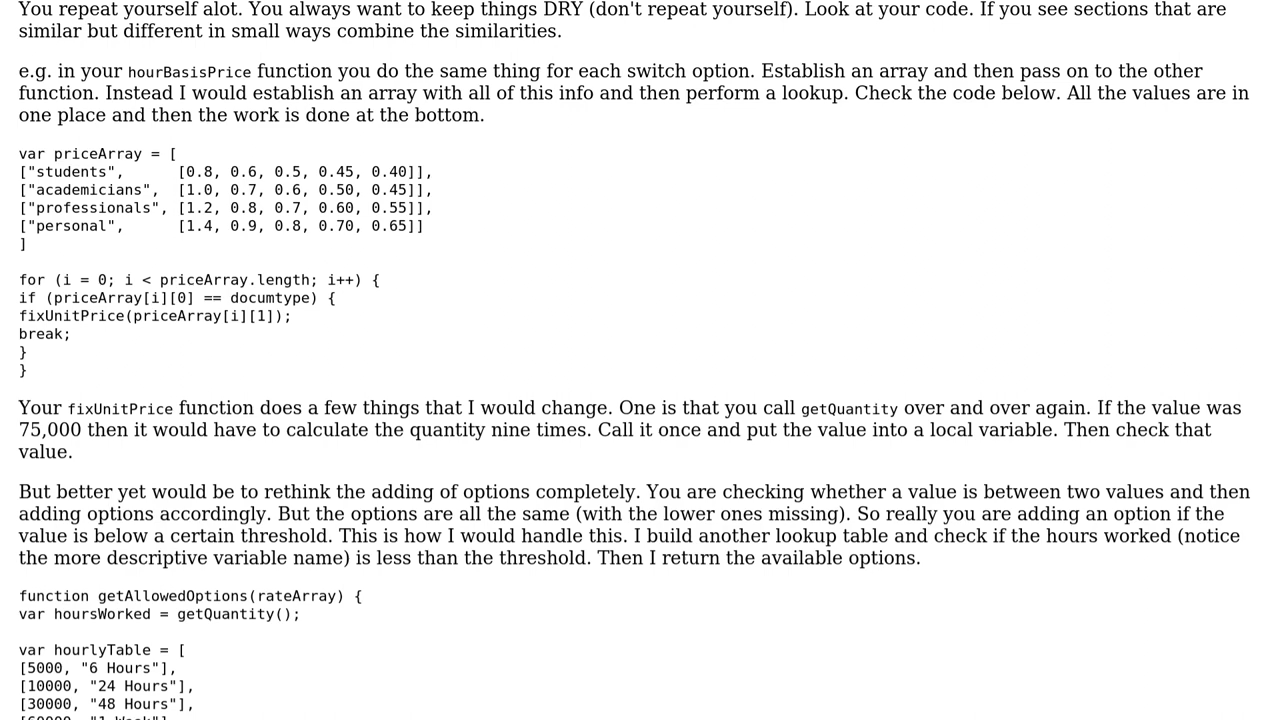 You repeat yourself alot. You always want to keep things DRY (don't repeat yourself). Look at your code. If you see sections that are
similar but different in small ways combine the similarities.
e.g. in your hourBasisPrice function you do the same thing for each switch option. Establish an array and then pass on to the other
function. Instead I would establish an array with all of this info and then perform a lookup. Check the code below. All the values are in
one place and then the work is done at the bottom.
var priceArray = [
["students",      [0.8, 0.6, 0.5, 0.45, 0.40]],
["academicians",  [1.0, 0.7, 0.6, 0.50, 0.45]],
["professionals", [1.2, 0.8, 0.7, 0.60, 0.55]],
["personal",      [1.4, 0.9, 0.8, 0.70, 0.65]]
]
for (i = 0; i < priceArray.length; i++) {
if (priceArray[i][0] == documtype) {
fixUnitPrice(priceArray[i][1]);
break;
}
}
Your fixUnitPrice function does a few things that I would change. One is that you call getQuantity over and over again. If the value was
75,000 then it would have to calculate the quantity nine times. Call it once and put the value into a local variable. Then check that
value.
But better yet would be to rethink the adding of options completely. You are checking whether a value is between two values and then
adding options accordingly. But the options are all the same (with the lower ones missing). So really you are adding an option if the
value is below a certain threshold. This is how I would handle this. I build another lookup table and check if the hours worked (notice
the more descriptive variable name) is less than the threshold. Then I return the available options.
function getAllowedOptions(rateArray) {
var hoursWorked = getQuantity();
var hourlyTable = [
[5000, "6 Hours"],
[10000, "24 Hours"],
[30000, "48 Hours"],